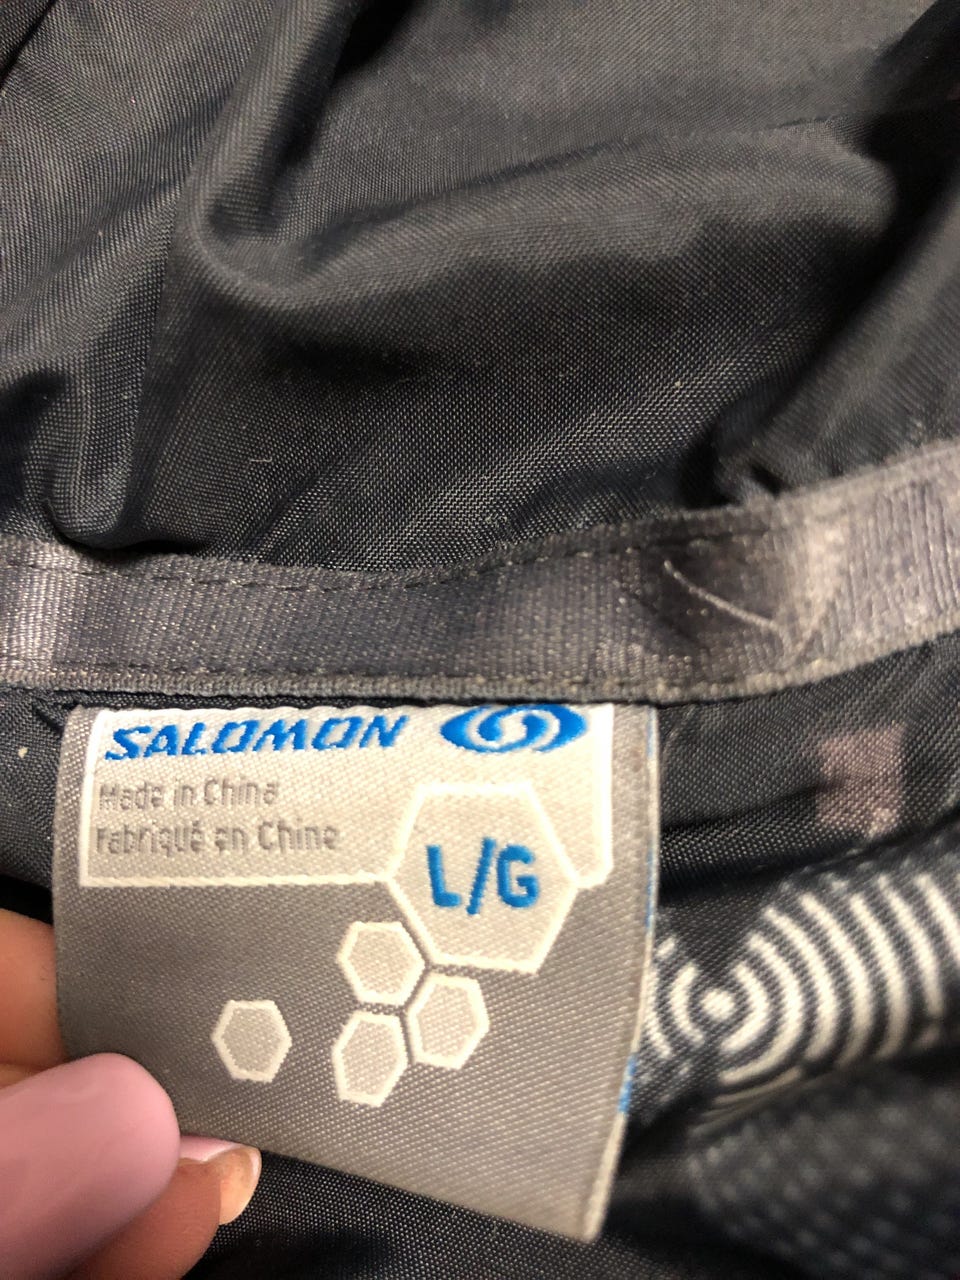 SALOMON
Made in China
Fabriqué en Chine
L/G